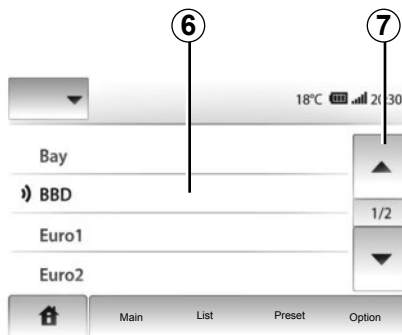 6 7
18°C 20:30
Bay
BBD
1/2
Euro1
Euro2
Main List Preset Option